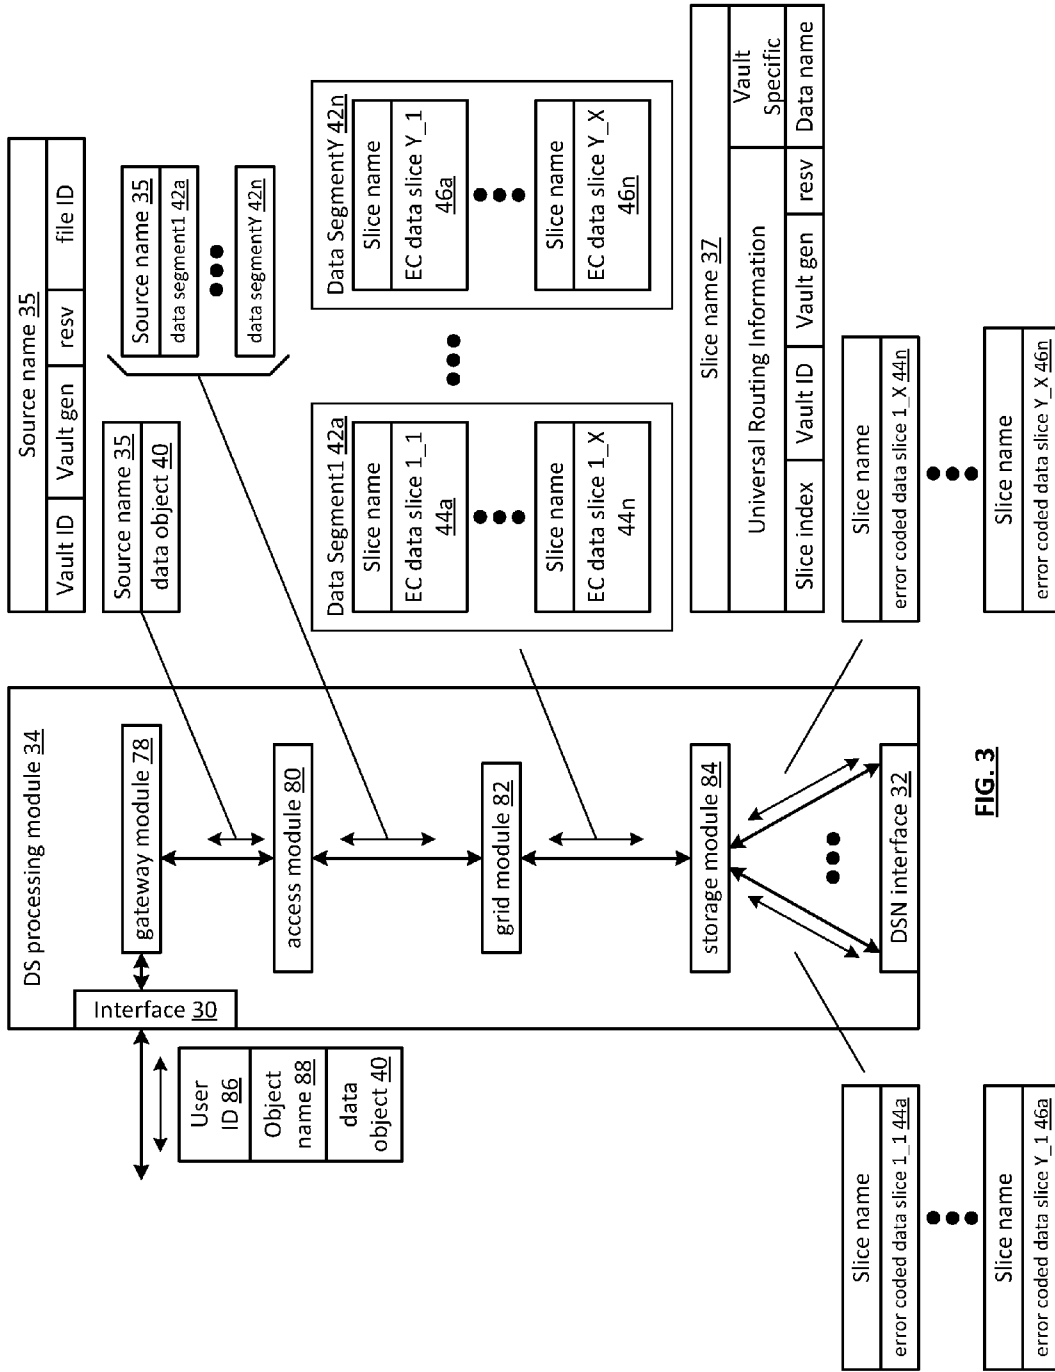 DS processing module 34
Interface 30
gateway module 78
access module 80
grid module 82
storage module 84
DSN interface 32
User
ID 86
Object
name 88
data
object 40
Source name 35
Vault ID
Vault gen
resv
file ID
Source name 35
data object 40
Source name 35
data segment1 42a
data segmentY 42n
Data Segment1 42a
Slice name
EC data slice 1_1
44a
Slice name
EC data slice 1_X
44n
Data SegmentY 42n
Slice name
EC data slice Y_1
46a
Slice name
EC data slice Y_X
46n
Slice name 37
Universal Routing Information
Vault
Specific
Slice index
Vault ID
Vault gen
resv
Data name
Slice name
error coded data slice 1_1 44a
Slice name
error coded data slice Y_1 46a
Slice name
error coded data slice 1_X 44n
Slice name
error coded data slice Y_X 46n
FIG. 3